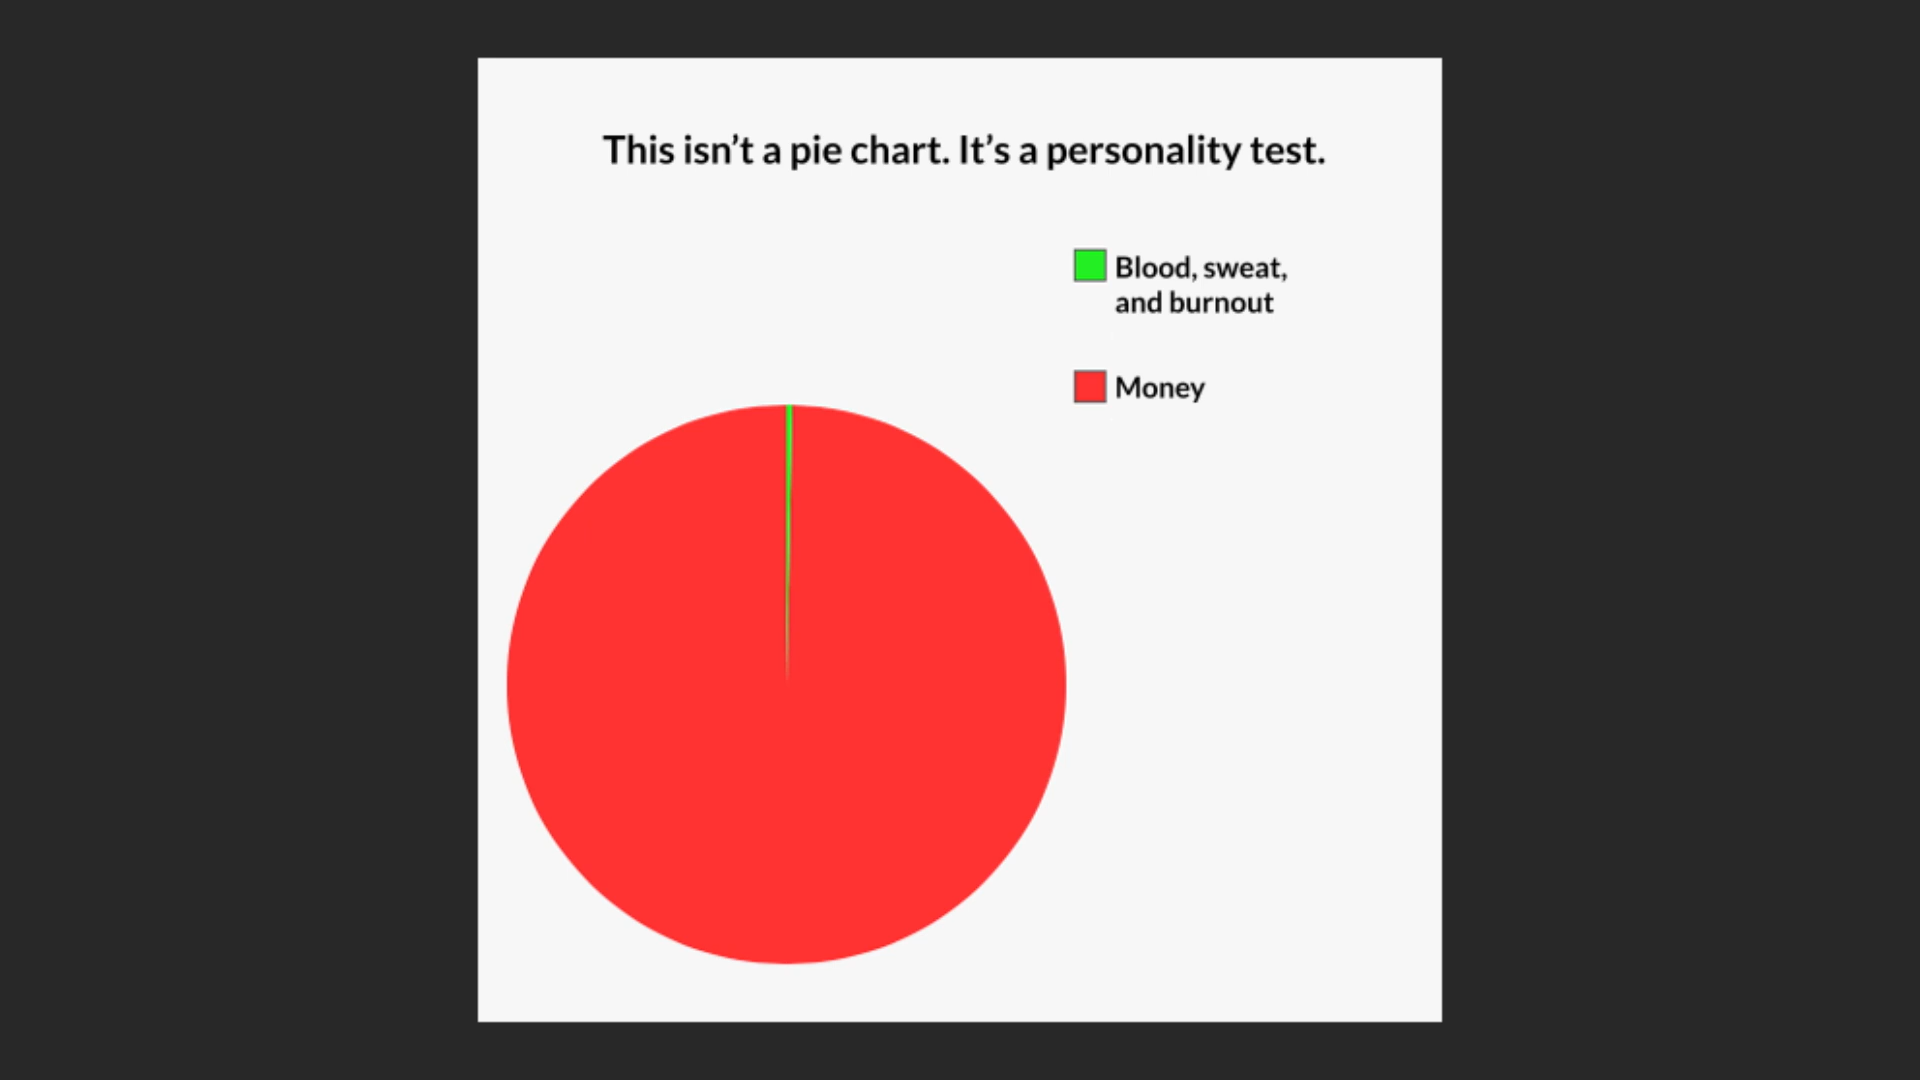 This isn’t a pie chart. It’s a personality test.
Blood, sweat,
and burnout
Money